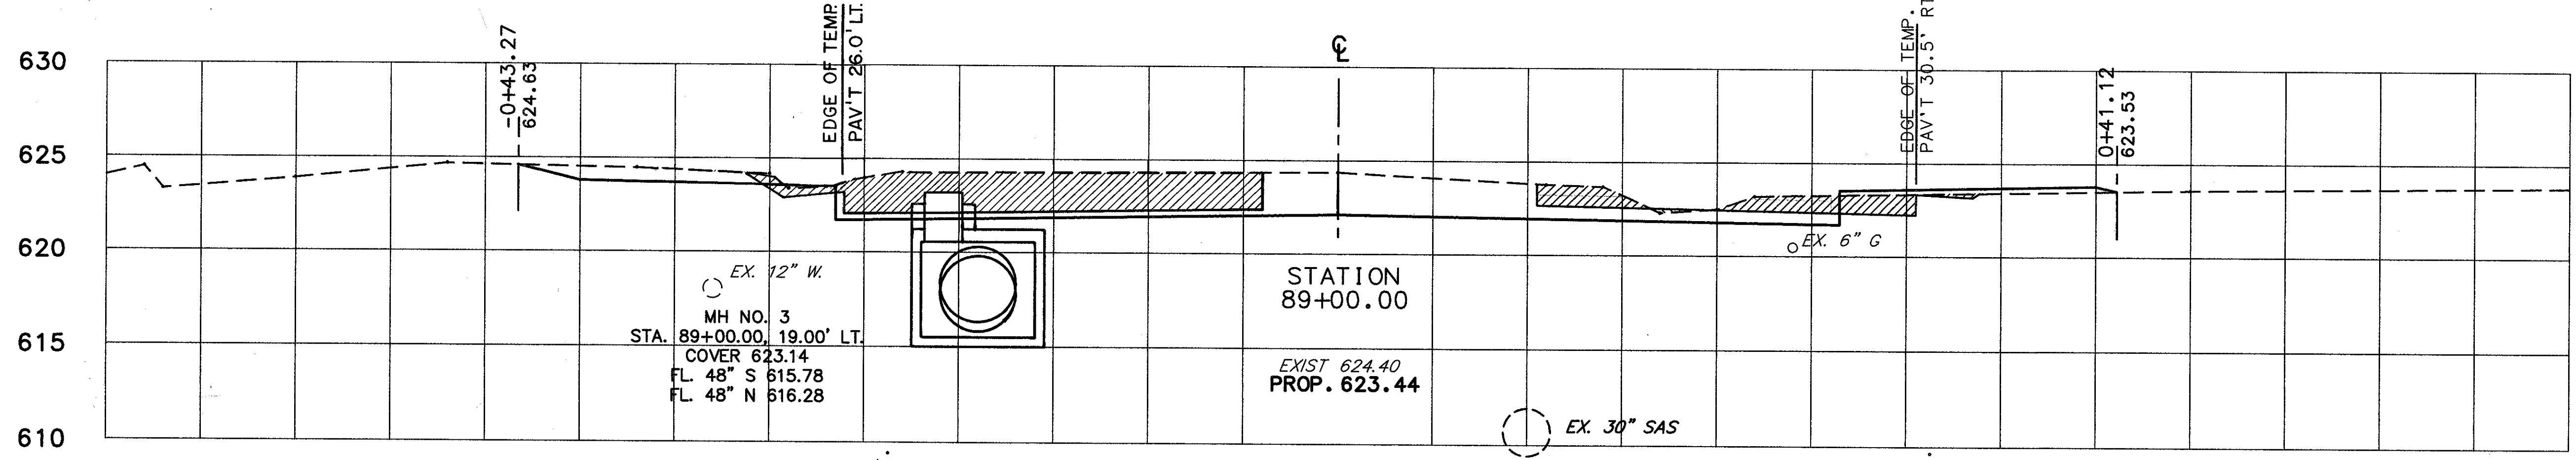 630
625
620
615
610
-0+43.27
624.63
EDGE OF TEMP.
PAV'T 26.0' LT.
℄
EDGE OF TEMP.
PAV'T 30.5' RT
0+41.12
623.53
EX. 12" W.
MH NO. 3
STA. 89+00.00, 19.00' LT.
COVER 623.14
FL. 48" S 615.78
FL. 48" N 616.28
STATION
89+00.00
EXIST 624.40
PROP. 623.44
EX. 6" G
EX. 30" SAS